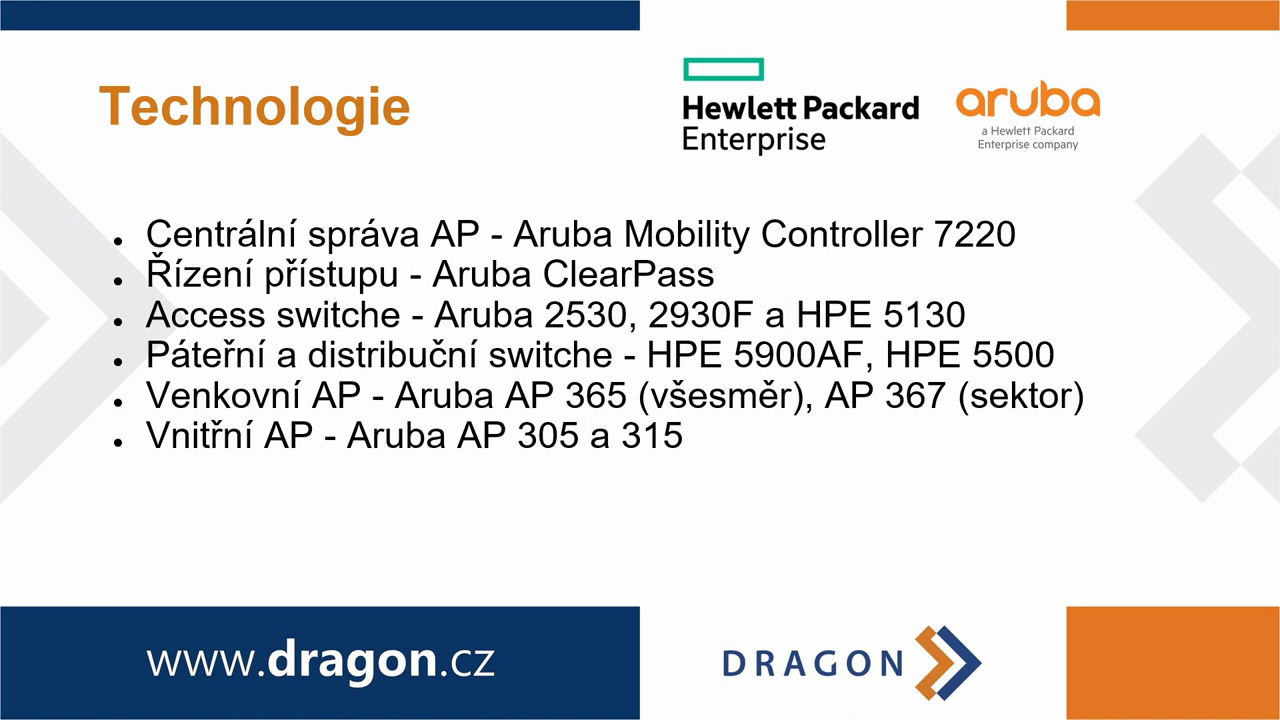 Technologie
Hewlett Packard
Enterprise
aruba
a Hewlett Packard
Enterprise company
• Centrální správa AP - Aruba Mobility Controller 7220
• Řízení přístupu - Aruba ClearPass
• Access switche - Aruba 2530, 2930F a HPE 5130
• Páteřní a distribuční switche - HPE 5900AF, HPE 5500
• Venkovní AP - Aruba AP 365 (všesměr), AP 367 (sektor)
• Vnitřní AP - Aruba AP 305 a 315
www.dragon.cz
DRAGON